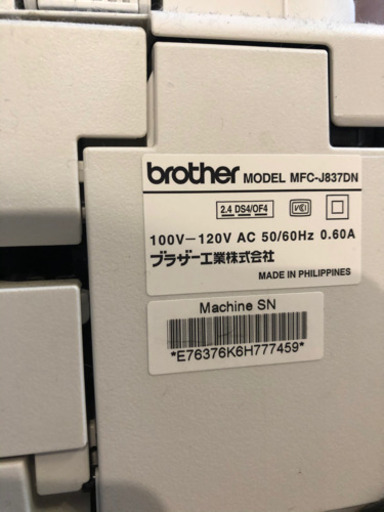 brother MODEL MFC-J837DN
2.4 DS4/OF4 VCI
100V－120V AC 50/60Hz 0.60A
ブラザー工業株式会社
MADE IN PHILIPPINES
Machine SN
*E76376K6H777459*